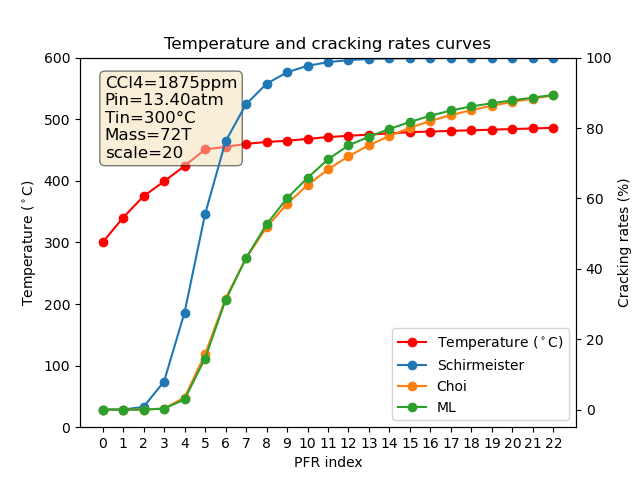 Temperature and cracking rates curves
CCl4=1875ppm
Pin=13.40atm
Tin=300°C
Mass=72T
scale=20
Temperature (°C)
600
500
400
300
200
100
0
Cracking rates (%)
100
80
60
40
20
0
Temperature (°C)
Schirmeister
Choi
ML
0 1 2 3 4 5 6 7 8 9 10 11 12 13 14 15 16 17 18 19 20 21 22
PFR index